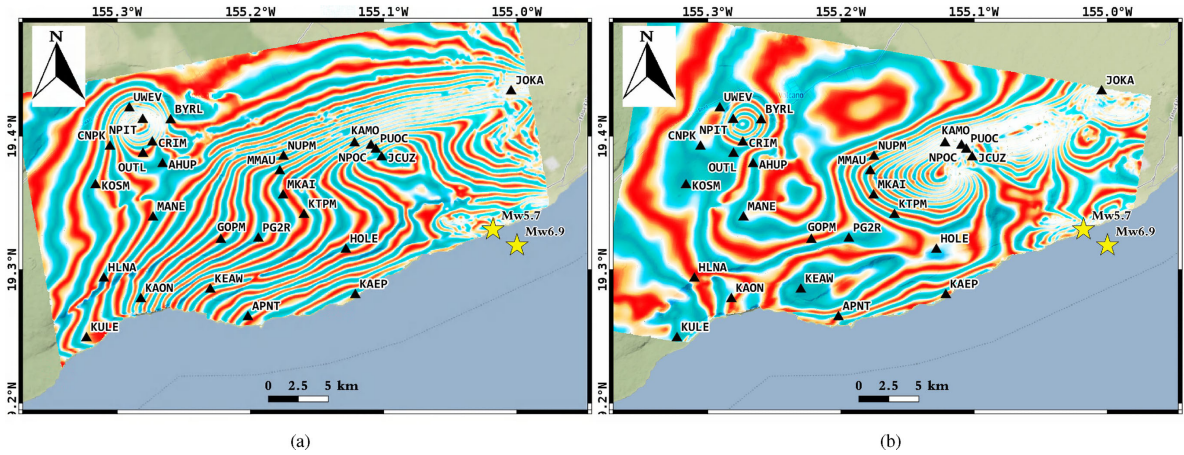 155.3°W 155.2°W 155.1°W 155.0°W
155.3°W 155.2°W 155.1°W 155.0°W
N
JOKA
UWEV
BYRL
19.4°N
CNPK
NPIT
CRIM
KAMO
PUOC
OUTL
AHUP
NUPM
MMAU
NPOC
JCUZ
KOSM
MKAI
MANE
KTPM
GOPM
PG2R
HOLE
Mw5.7
Mw6.9
19.3°N
HLNA
KAON
KEAW
KAEP
APNT
KULE
0 2.5 5 km
9.2°N
(a)
N
JOKA
UWEV
BYRL
19.4°N
CNPK
NPIT
CRIM
KAMO
PUOC
OUTL
AHUP
NUPM
MMAU
NPOC
JCUZ
KOSM
MKAI
MANE
KTPM
GOPM
PG2R
HOLE
Mw5.7
Mw6.9
19.3°N
HLNA
KAON
KEAW
KAEP
APNT
KULE
0 2.5 5 km
9.2°N
(b)